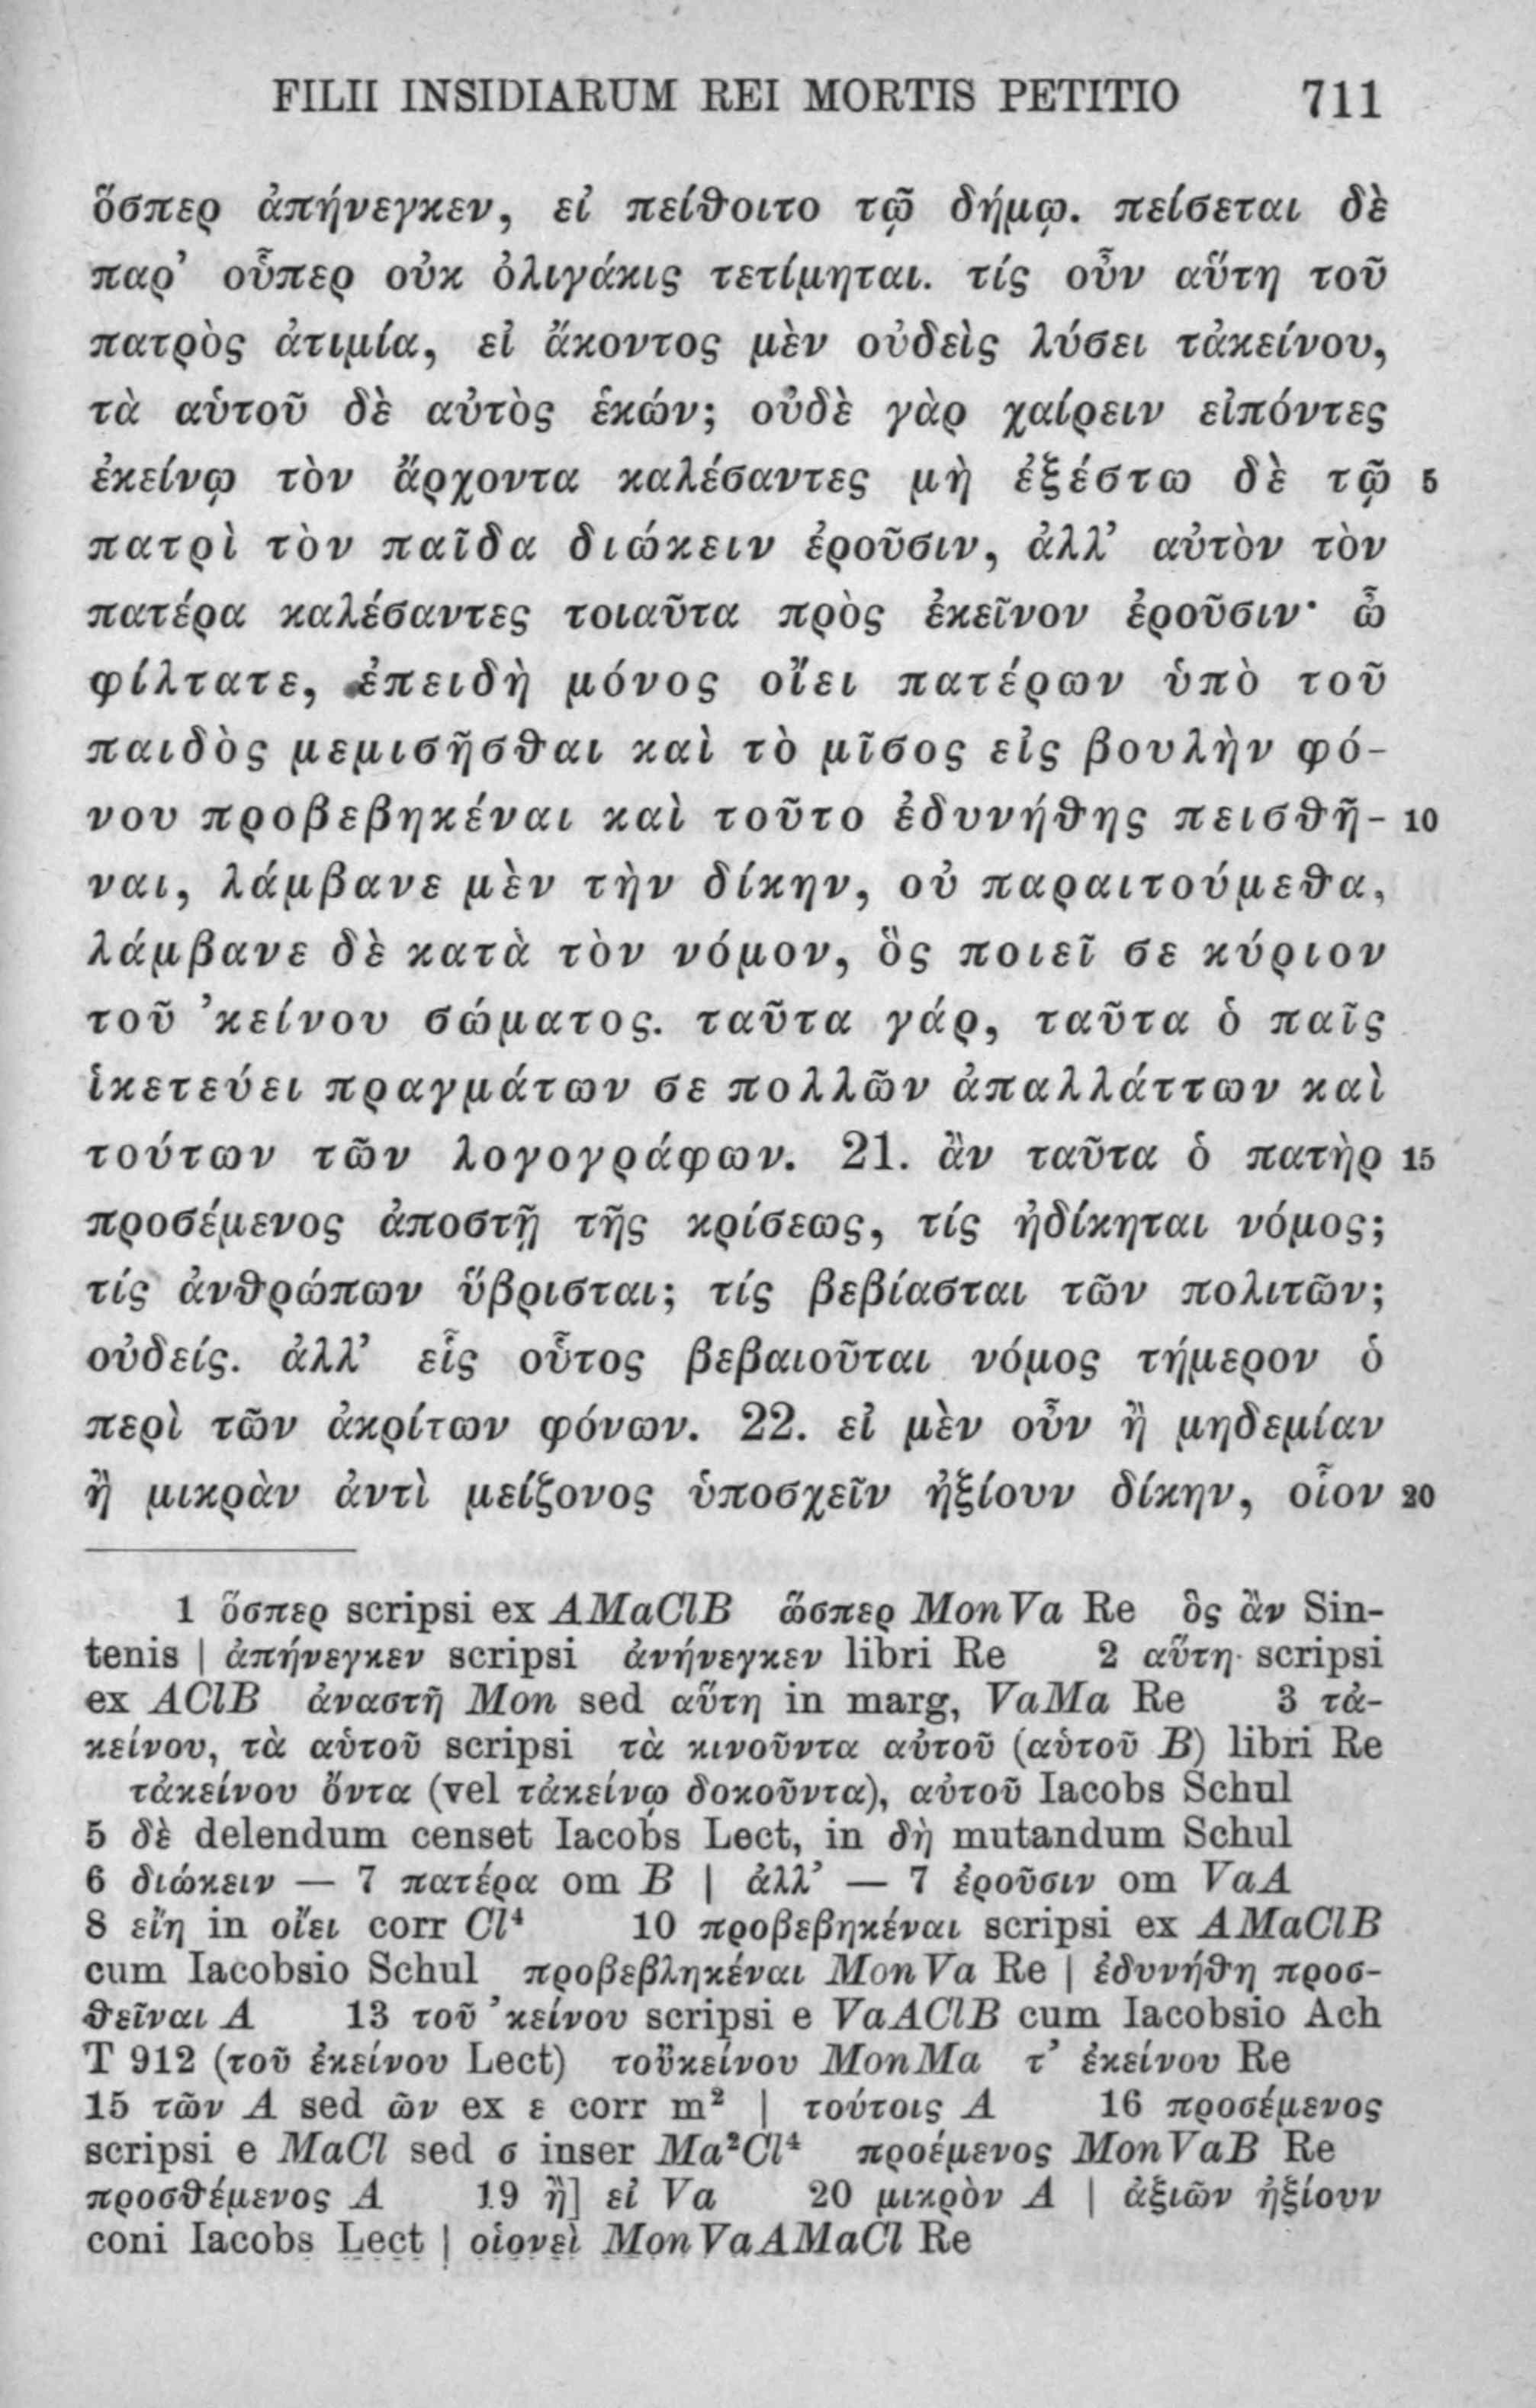 FILII INSIDIARUM REI MORTIS PETITIO 711
ὅσπερ ἀπήνεγκεν, εἰ πείθοιτο τῷ δήμῳ. πείσεται δὲ
παρ’ οὗπερ οὐκ ὀλιγάκις τετίμηται. τίς οὖν αὕτη τοῦ
πατρὸς ἀτιμία, εἰ ἄκοντος μὲν οὐδεὶς λύσει τἀκείνου,
τὰ αὑτοῦ δὲ αὐτὸς ἑκών; οὐδὲ γὰρ χαίρειν εἰπόντες
ἐκείνῳ τὸν ἄρχοντα καλέσαντες μὴ ἐξέστω δὲ τῷ 5
πατρὶ τὸν παῖδα διώκειν ἐροῦσιν, ἀλλ’ αὐτὸν τὸν
πατέρα καλέσαντες τοιαῦτα πρὸς ἐκεῖνον ἐροῦσιν· ὦ
φίλτατε, ἐπειδὴ μόνος οἴει πατέρων ὑπὸ τοῦ
παιδὸς μεμισῆσθαι καὶ τὸ μῖσος εἰς βουλὴν φό-
νου προβεβηκέναι καὶ τοῦτο ἐδυνήθης πεισθῆ- 10
ναι, λάμβανε μὲν τὴν δίκην, οὐ παραιτούμεθα,
λάμβανε δὲ κατὰ τὸν νόμον, ὃς ποιεῖ σε κύριον
τοῦ ’κείνου σώματος. ταῦτα γάρ, ταῦτα ὁ παῖς
ἱκετεύει πραγμάτων σε πολλῶν ἀπαλλάττων καὶ
τούτων τῶν λογογράφων. 21. ἂν ταῦτα ὁ πατὴρ 15
προσέμενος ἀποστῇ τῆς κρίσεως, τίς ἠδίκηται νόμος;
τίς ἀνθρώπων ὕβρισται; τίς βεβίασται τῶν πολιτῶν;
οὐδείς. ἀλλ’ εἷς οὗτος βεβαιοῦται νόμος τήμερον ὁ
περὶ τῶν ἀκρίτων φόνων. 22. εἰ μὲν οὖν ἢ μηδεμίαν
ἢ μικρὰν ἀντὶ μείζονος ὑποσχεῖν ἠξίουν δίκην, οἷον 20
1 ὅσπερ scripsi ex AMaClB ὥσπερ MonVa Re ὃς ἂν Sin-
tenis | ἀπήνεγκεν scripsi ἀνήνεγκεν libri Re 2 αὕτη scripsi
ex AClB ἀναστῆ Mon sed αὕτη in marg, VaMa Re 3 τἀ-
κείνου, τὰ αὑτοῦ scripsi τὰ κινοῦντα αὐτοῦ (αὑτοῦ B) libri Re
τἀκείνου ὄντα (vel τἀκείνῳ δοκοῦντα), αὐτοῦ Iacobs Schul
5 δὲ delendum censet Iacobs Lect, in δὴ mutandum Schul
6 διώκειν — 7 πατέρα om B | ἀλλ’ — 7 ἐροῦσιν om VaA
8 εἴη in οἴει corr Cl⁴ 10 προβεβηκέναι scripsi ex AMaClB
cum Iacobsio Schul προβεβληκέναι MonVa Re | ἐδυνήθη προσ-
θεῖναι A 13 τοῦ ’κείνου scripsi e VaAClB cum Iacobsio Ach
T 912 (τοῦ ἐκείνου Lect) τοὐκείνου MonMa τ’ ἐκείνου Re
15 τῶν A sed ῶν ex ε corr m² | τούτοις A 16 προσέμενος
scripsi e MaCl sed σ inser Ma²Cl⁴ προέμενος MonVaB Re
προσθέμενος A 19 ἢ] εἰ Va 20 μικρὸν A | ἀξιῶν ἠξίουν
coni Iacobs Lect | οἱονεὶ MonVaAMaCl Re